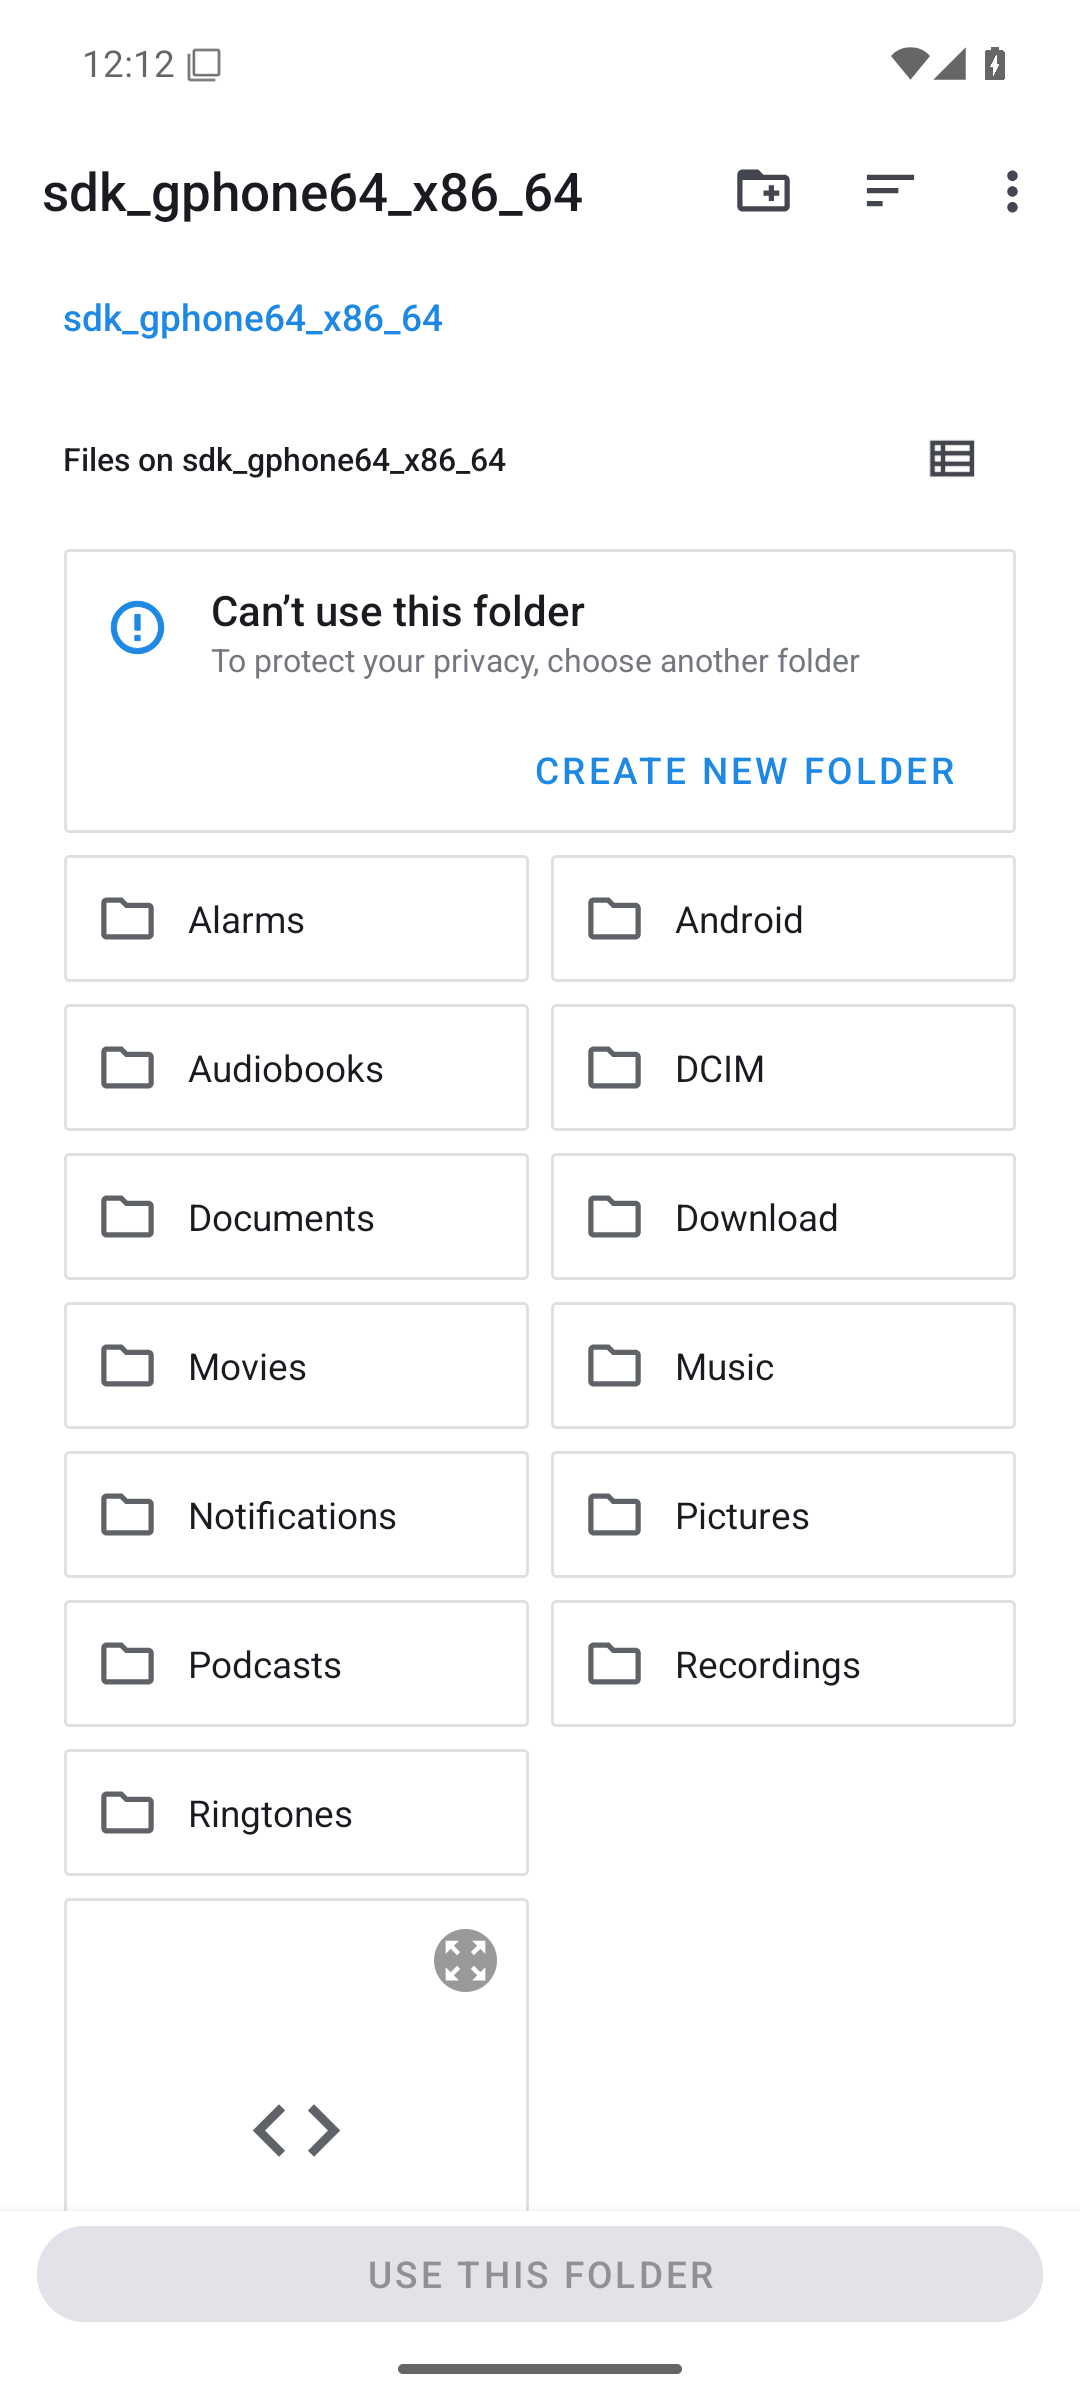 12:12
sdk_gphone64_x86_64
sdk_gphone64_x86_64
Files on sdk_gphone64_x86_64
Can’t use this folder
To protect your privacy, choose another folder
CREATE NEW FOLDER
Alarms
Android
Audiobooks
DCIM
Documents
Download
Movies
Music
Notifications
Pictures
Podcasts
Recordings
Ringtones
USE THIS FOLDER